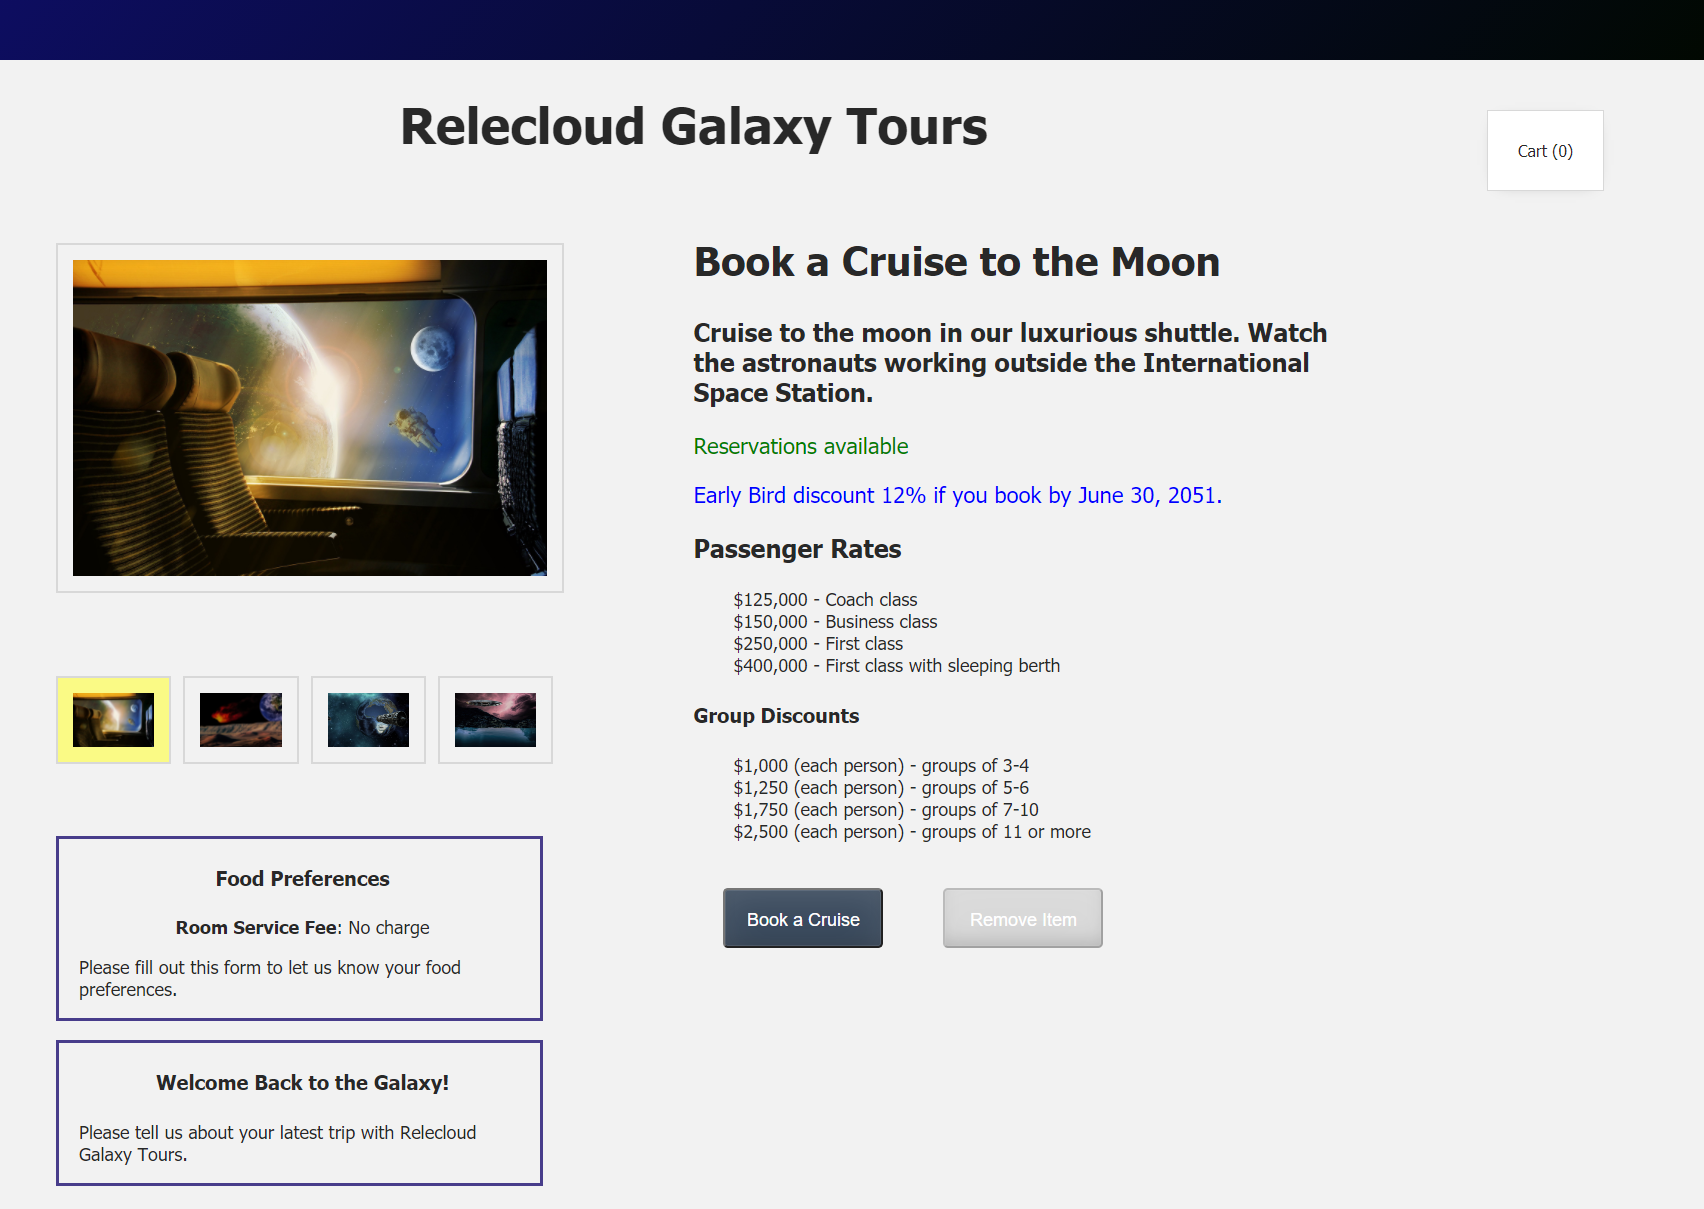 Relecloud Galaxy Tours
Cart (0)
Book a Cruise to the Moon
Cruise to the moon in our luxurious shuttle. Watch
the astronauts working outside the International
Space Station.
Reservations available
Early Bird discount 12% if you book by June 30, 2051.
Passenger Rates
$125,000 - Coach class
$150,000 - Business class
$250,000 - First class
$400,000 - First class with sleeping berth
Group Discounts
$1,000 (each person) - groups of 3-4
$1,250 (each person) - groups of 5-6
$1,750 (each person) - groups of 7-10
$2,500 (each person) - groups of 11 or more
Book a Cruise
Remove Item
Food Preferences
Room Service Fee: No charge
Please fill out this form to let us know your food
preferences.
Welcome Back to the Galaxy!
Please tell us about your latest trip with Relecloud
Galaxy Tours.